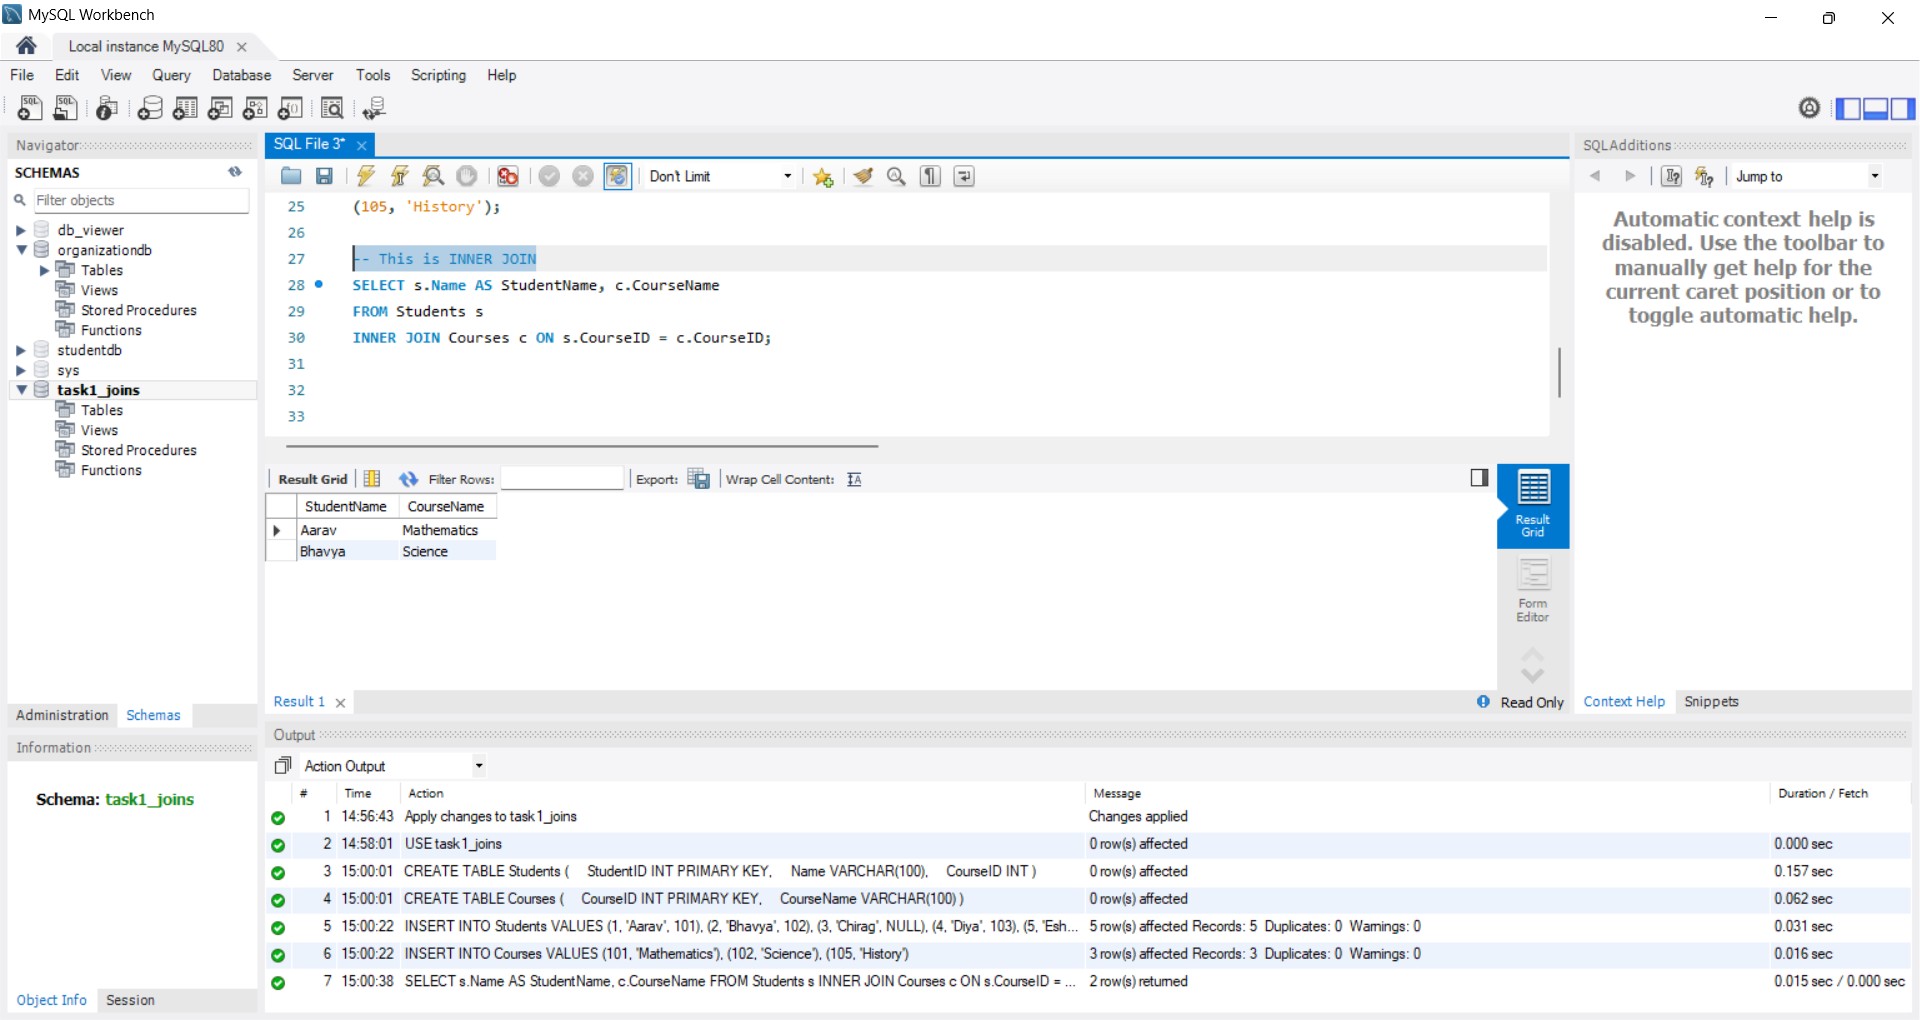 MySQL Workbench
Local instance MySQL80
File Edit View Query Database Server Tools Scripting Help
Navigator
SCHEMAS
Filter objects
db_viewer
organizationdb
Tables
Views
Stored Procedures
Functions
studentdb
sys
task1_joins
Tables
Views
Stored Procedures
Functions
Administration Schemas
Information
Schema: task1_joins
Object Info Session
SQL File 3*
Don't Limit
25 (105, 'History');
26
27 -- This is INNER JOIN
28 SELECT s.Name AS StudentName, c.CourseName
29 FROM Students s
30 INNER JOIN Courses c ON s.CourseID = c.CourseID;
31
32
33
Result Grid Filter Rows: Export: Wrap Cell Content:
StudentName CourseName
Aarav Mathematics
Bhavya Science
Result Grid
Form Editor
Result 1 Read Only
SQLAdditions
Jump to
Automatic context help is
disabled. Use the toolbar to
manually get help for the
current caret position or to
toggle automatic help.
Context Help Snippets
Output
Action Output
# Time Action Message Duration / Fetch
1 14:56:43 Apply changes to task1_joins Changes applied
2 14:58:01 USE task1_joins 0 row(s) affected 0.000 sec
3 15:00:01 CREATE TABLE Students ( StudentID INT PRIMARY KEY, Name VARCHAR(100), CourseID INT ) 0 row(s) affected 0.157 sec
4 15:00:01 CREATE TABLE Courses ( CourseID INT PRIMARY KEY, CourseName VARCHAR(100) ) 0 row(s) affected 0.062 sec
5 15:00:22 INSERT INTO Students VALUES (1, 'Aarav', 101), (2, 'Bhavya', 102), (3, 'Chirag', NULL), (4, 'Diya', 103), (5, 'Esh... 5 row(s) affected Records: 5 Duplicates: 0 Warnings: 0 0.031 sec
6 15:00:22 INSERT INTO Courses VALUES (101, 'Mathematics'), (102, 'Science'), (105, 'History') 3 row(s) affected Records: 3 Duplicates: 0 Warnings: 0 0.016 sec
7 15:00:38 SELECT s.Name AS StudentName, c.CourseName FROM Students s INNER JOIN Courses c ON s.CourseID = ... 2 row(s) returned 0.015 sec / 0.000 sec